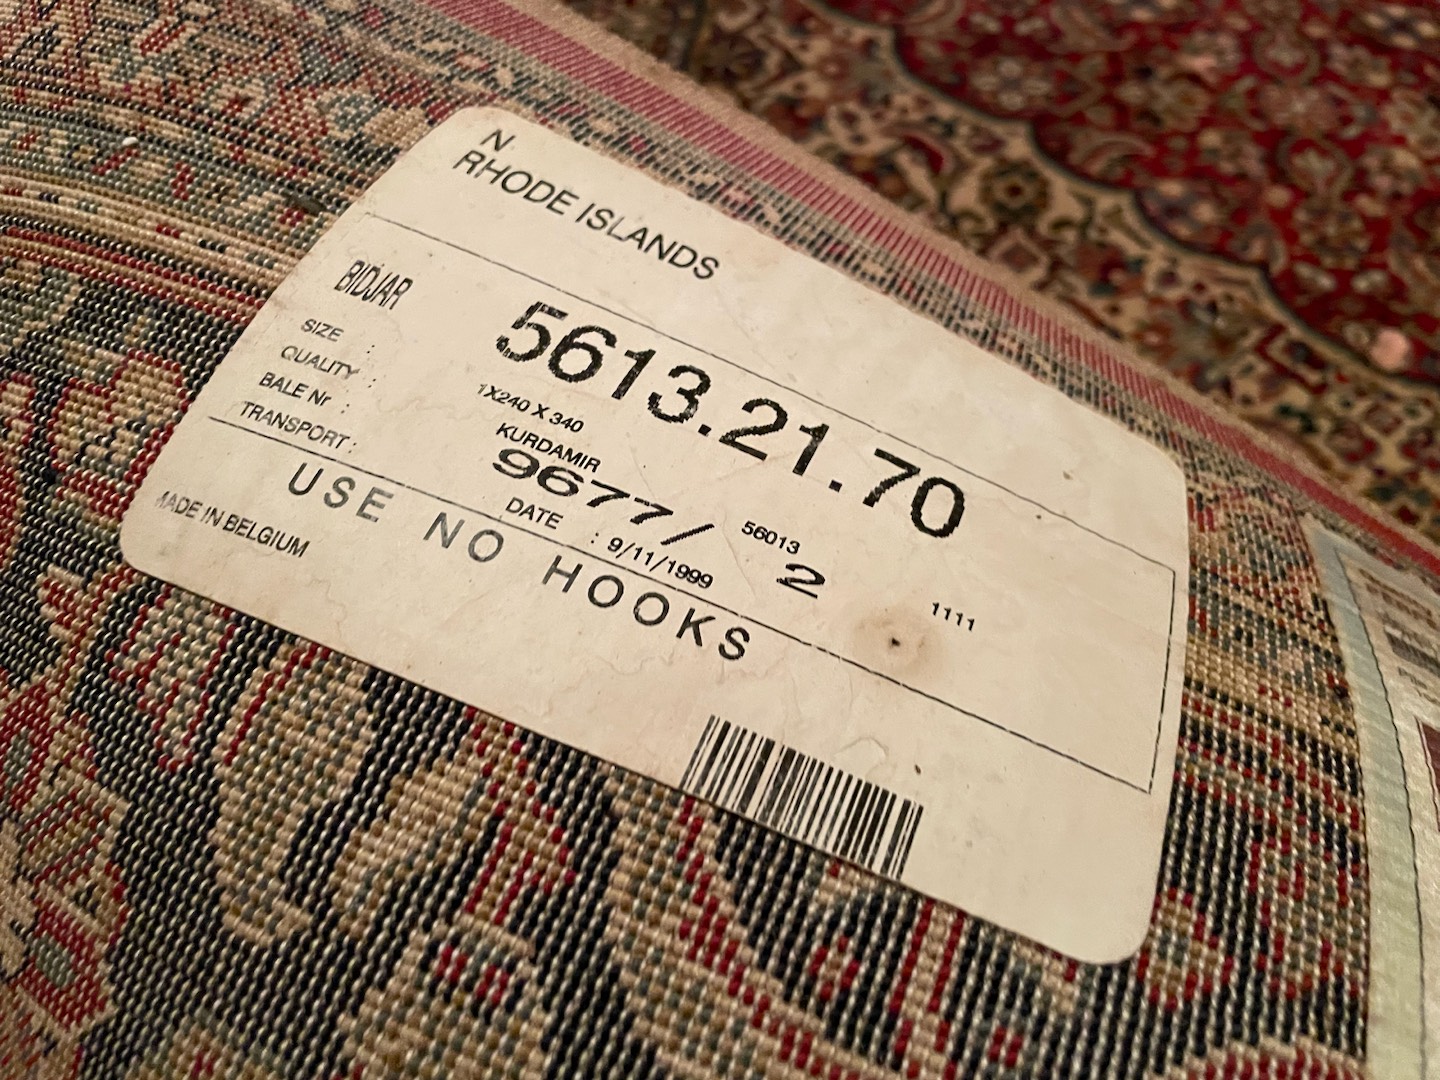 N
RHODE ISLANDS
BIDJAR 5613.21.70
SIZE : 1X240 X 340
QUALITY : KURDAMIR 56013
BALE Nr : 9677/ 2 1111
TRANSPORT : DATE : 9/11/1999
USE NO HOOKS
MADE IN BELGIUM